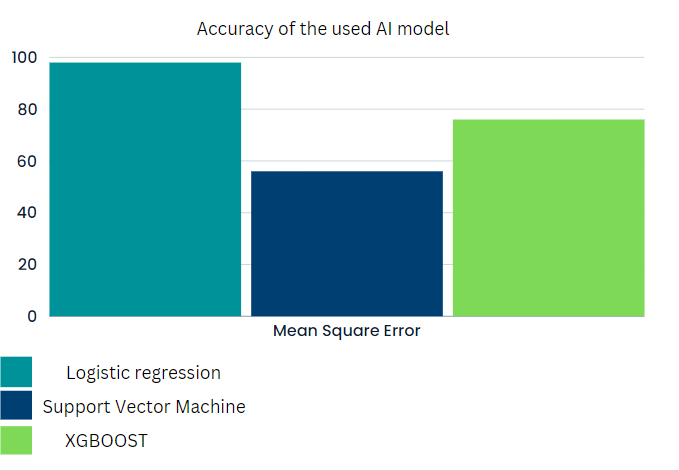 Accuracy of the used AI model
100
80
60
40
20
0
Mean Square Error
Logistic regression
Support Vector Machine
XGBOOST